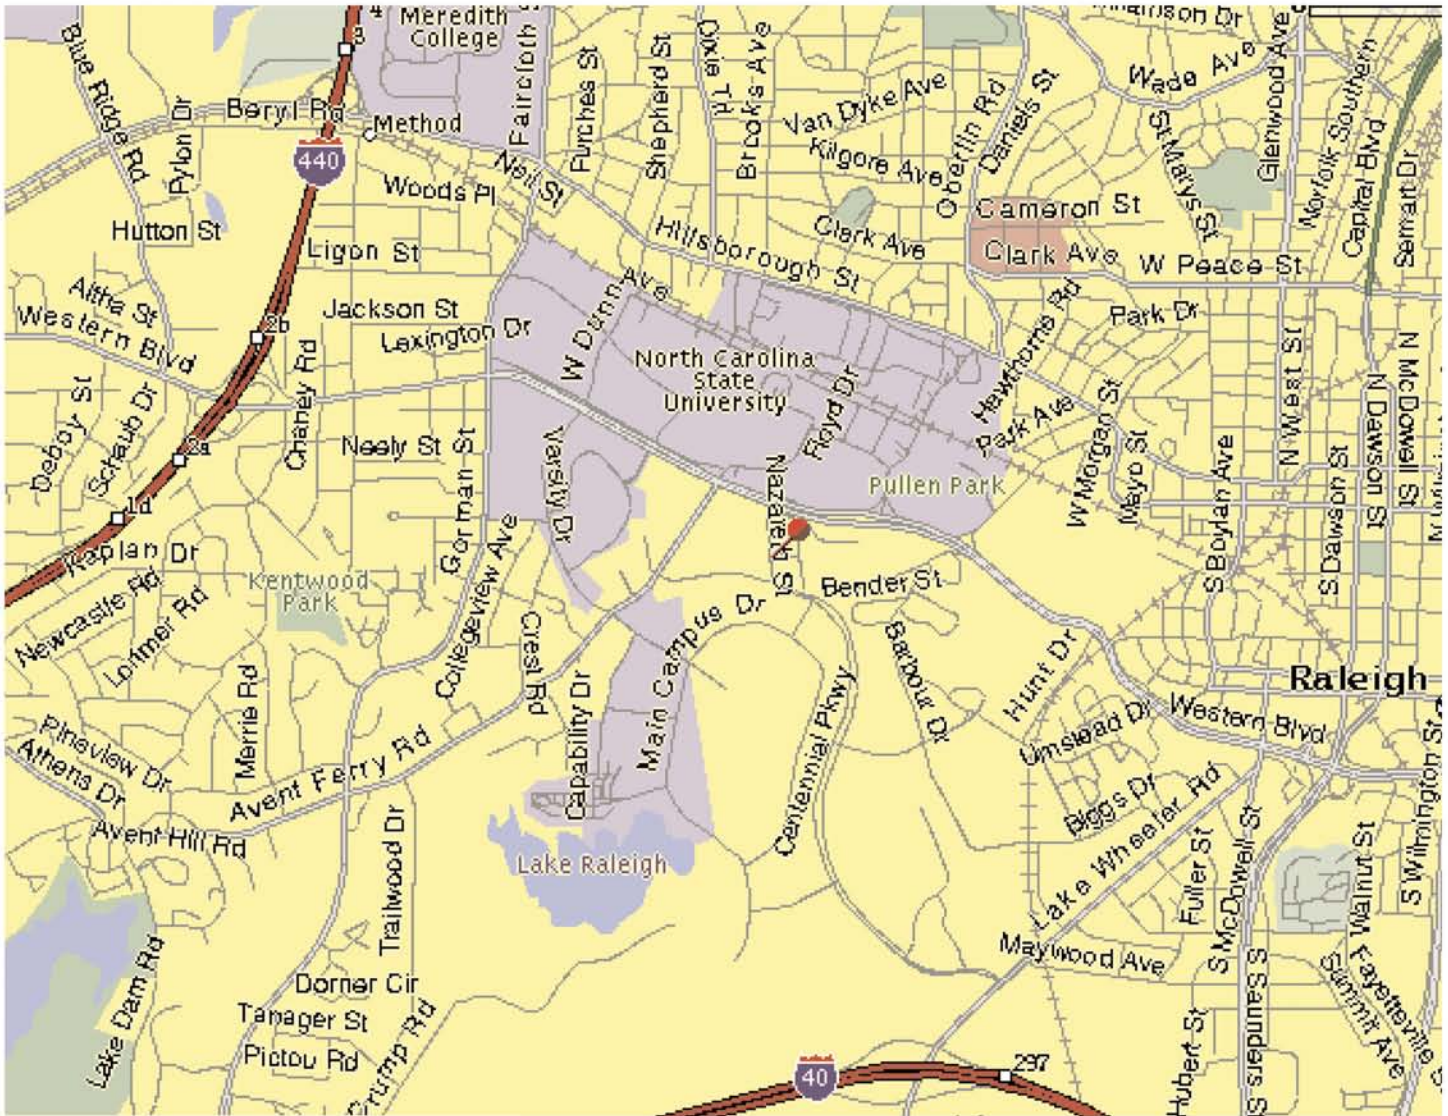 4
Meredith
College
Faircloth S
Wade Ave
Glenwood Ave
3
Blue Ridge Rd
Pylon Dr
Beryl Rd
Method
440
Furches St
Shepherd St
Dixie Trl
Brooks Ave
Van Dyke Ave
Kilgore Ave
Oberlin Rd
Daniels St
St Marys St
Norfolk Southern
Capital Blvd
Semart Dr
Neil St
Woods Pl
Hutton St
Ligon St
Hillsborough St
Clark Ave
Cameron St
Clark Ave
W Peace St
Altha St
Western Blvd
2b
Jackson St
Lexington Dr
W Dunn Ave
North Carolina
State
University
Floyd Dr
Hawthorne Rd
Park Dr
Park Ave
N West St
N Dawson St
N McDowell St
Deboy St
Schaub Dr
Chaney Rd
2a
Neely St
Gorman St
Varsity Dr
Nazareth St
Pullen Park
W Morgan St
Mayo St
S Boylan Ave
S Dawson St
1d
Kaplan Dr
Kentwood
Park
Newcastle Rd
Lorimer Rd
Collegeview Ave
Crest Rd
Bender St
Main Campus Dr
Barbour Dr
Hunt Dr
Raleigh
Merrie Rd
Capability Dr
Centennial Pkwy
Umstead Dr
Western Blvd
Pineview Dr
Athens Dr
Avent Ferry Rd
Avent Hill Rd
Trailwood Dr
Lake Raleigh
Biggs Dr
Lake Wheeler Rd
Fuller St
S McDowell St
Walnut St
S Wilmington St
Maywood Ave
Lake Dam Rd
Dorner Cir
Tanager St
Pictou Rd
Crump Rd
S Saunders S
Summit Ave
Fayetteville S
Hubert St
40
297